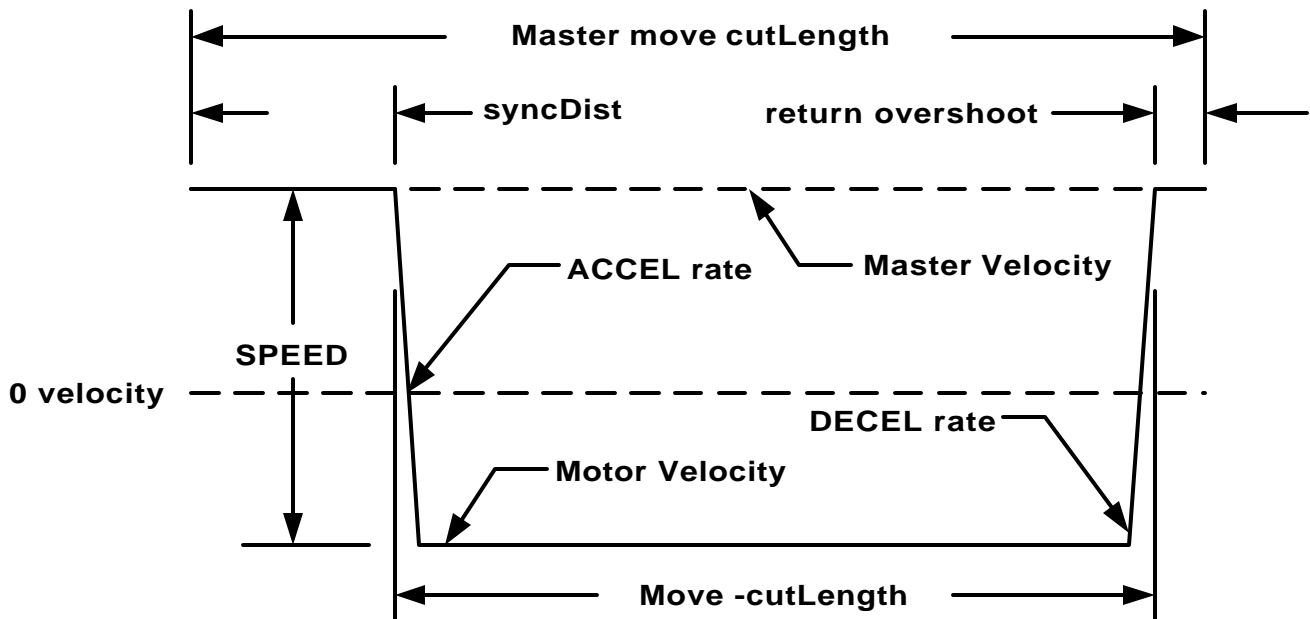 Master move cutLength
syncDist
return overshoot
ACCEL rate
Master Velocity
SPEED
0 velocity
DECEL rate
Motor Velocity
Move -cutLength